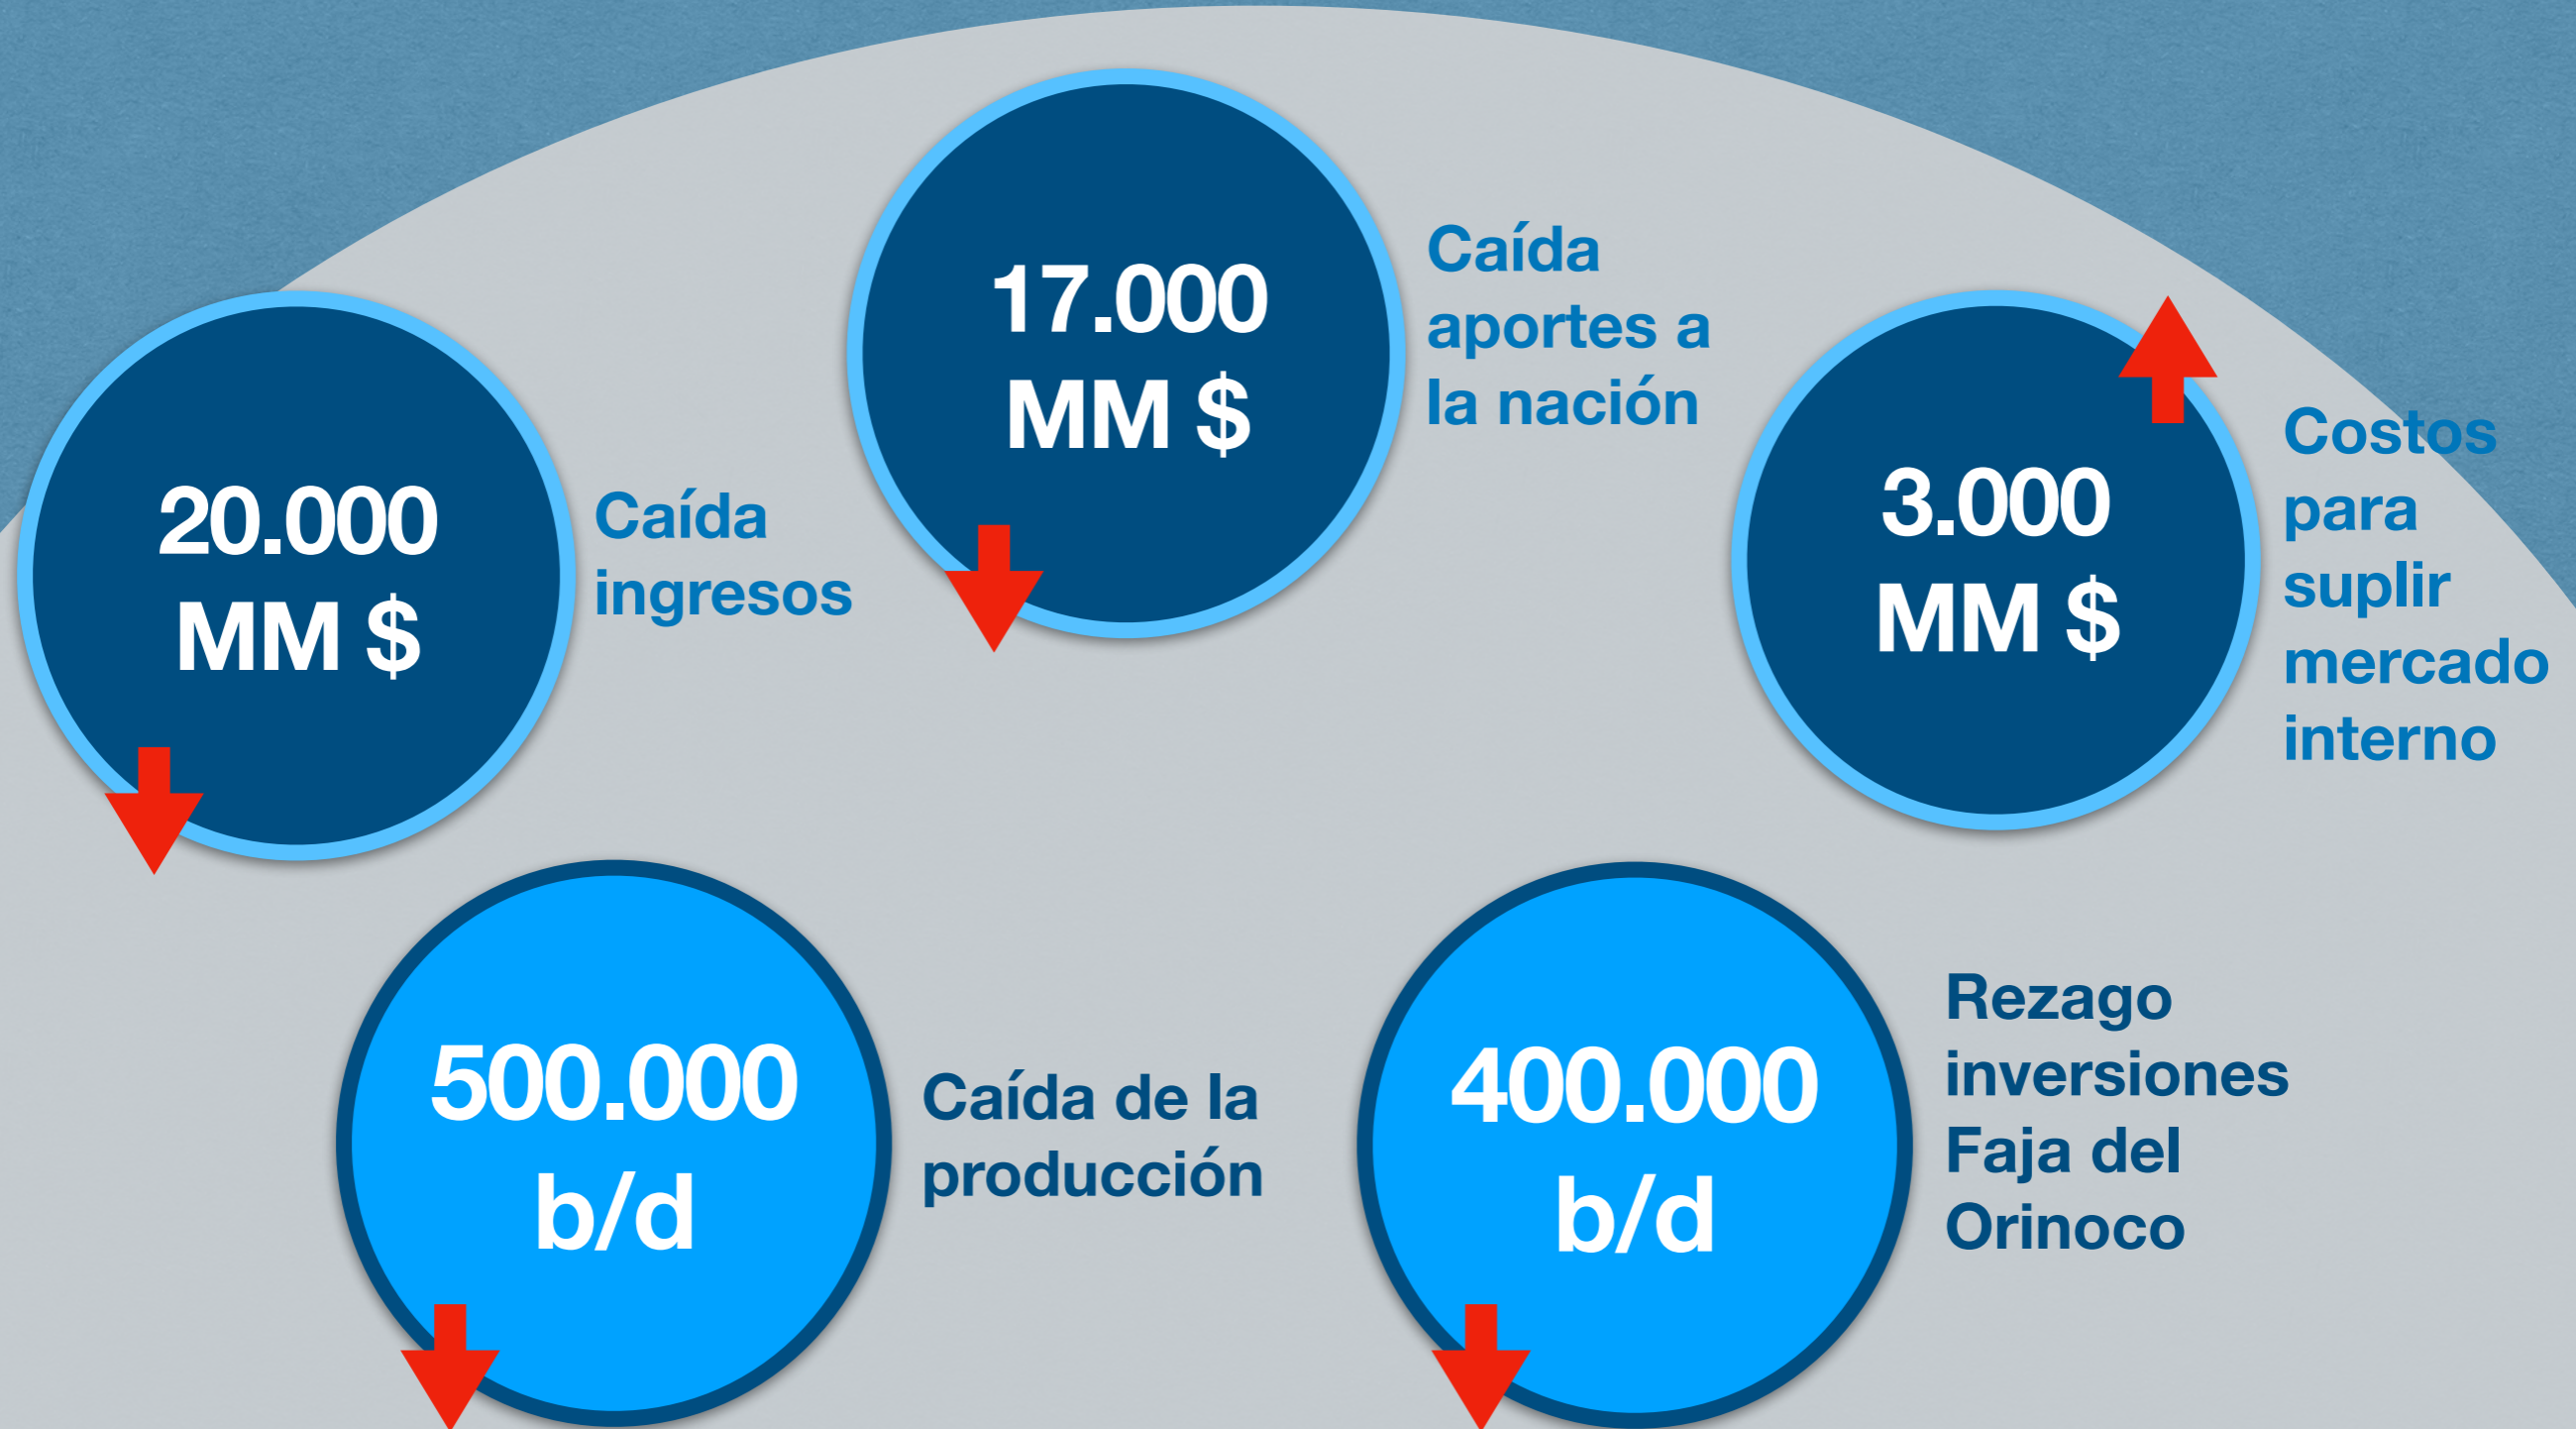 20.000
MM $
Caída
ingresos
17.000
MM $
Caída
aportes a
la nación
3.000
MM $
Costos
para
suplir
mercado
interno
500.000
b/d
Caída de la
producción
400.000
b/d
Rezago
inversiones
Faja del
Orinoco